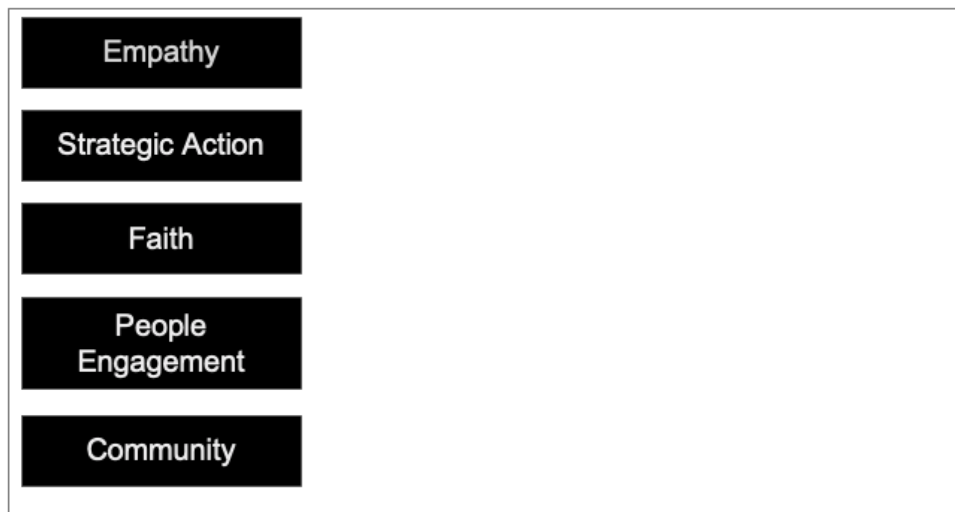 Empathy
Strategic Action
Faith
People
Engagement
Community